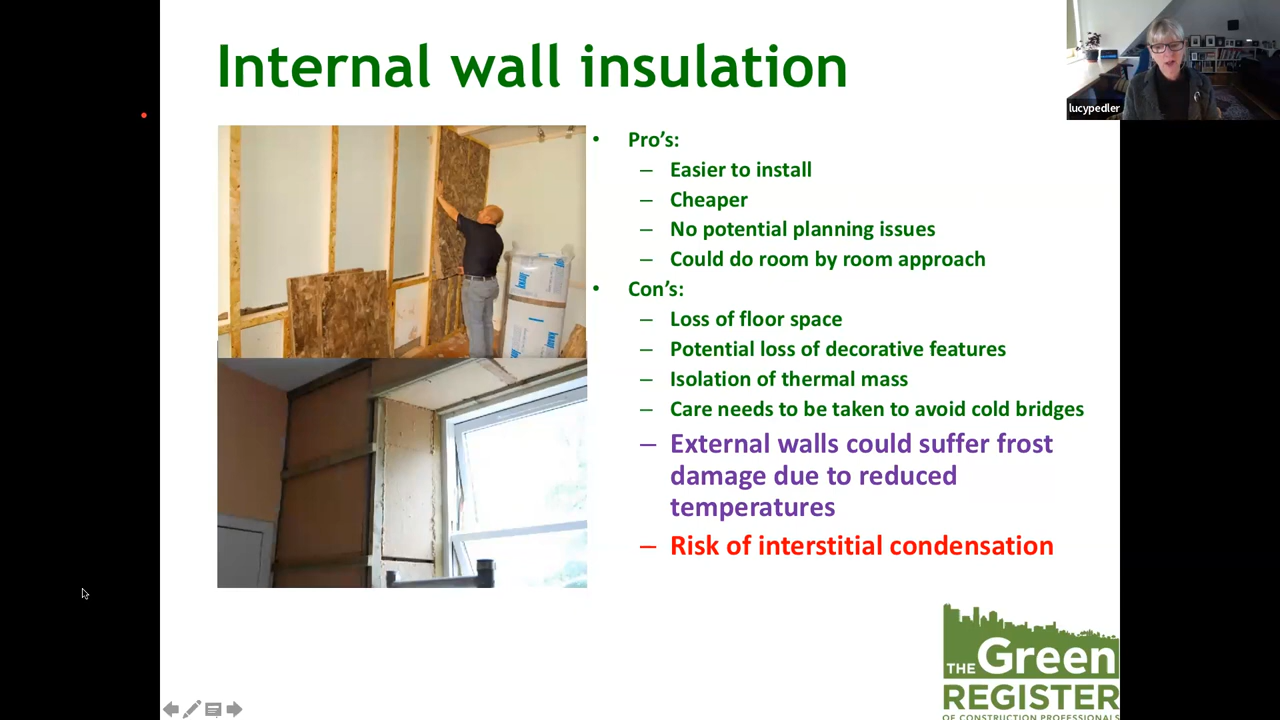 Internal wall insulation
lucypedler
• Pro's:
– Easier to install
– Cheaper
– No potential planning issues
– Could do room by room approach
• Con's:
– Loss of floor space
– Potential loss of decorative features
– Isolation of thermal mass
– Care needs to be taken to avoid cold bridges
– External walls could suffer frost
damage due to reduced
temperatures
– Risk of interstitial condensation
THE Green
REGISTER
OF CONSTRUCTION PROFESSIONALS